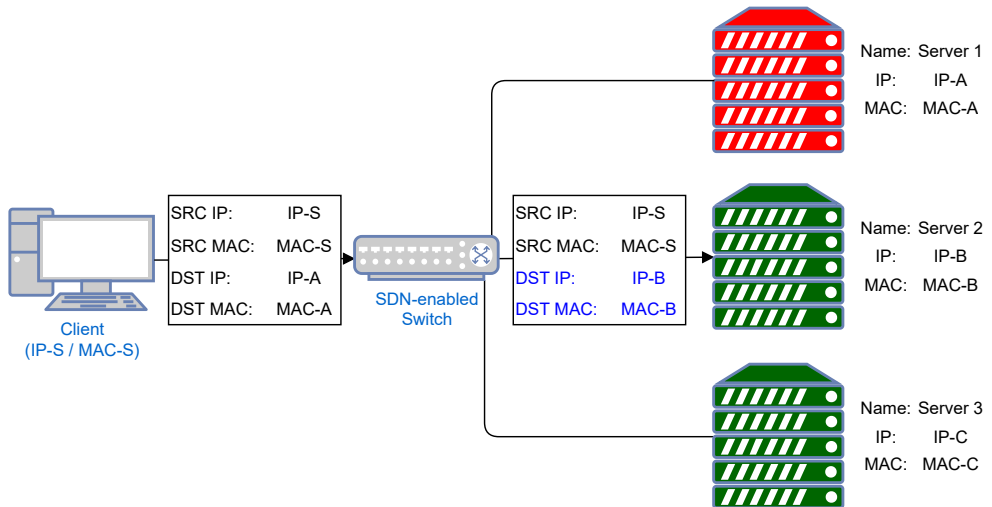 Name: Server 1
IP: IP-A
MAC: MAC-A
SRC IP: IP-S
SRC MAC: MAC-S
DST IP: IP-A
DST MAC: MAC-A
SRC IP: IP-S
SRC MAC: MAC-S
DST IP: IP-B
DST MAC: MAC-B
Name: Server 2
IP: IP-B
MAC: MAC-B
SDN-enabled
Switch
Client
(IP-S / MAC-S)
Name: Server 3
IP: IP-C
MAC: MAC-C